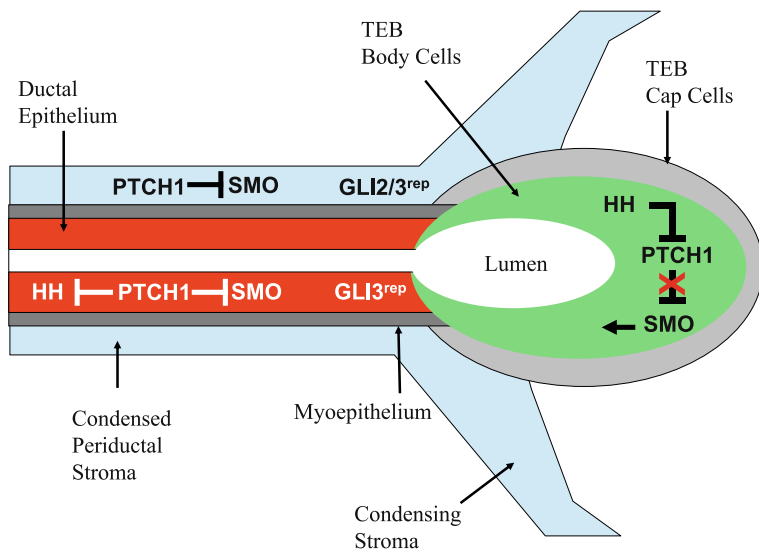 TEB
Body Cells
TEB
Cap Cells
Ductal
Epithelium
PTCH1 SMO GLI2/3rep
HH
PTCH1
SMO
Lumen
HH PTCH1 SMO GLI3rep
Myoepithelium
Condensed
Periductal
Stroma
Condensing
Stroma